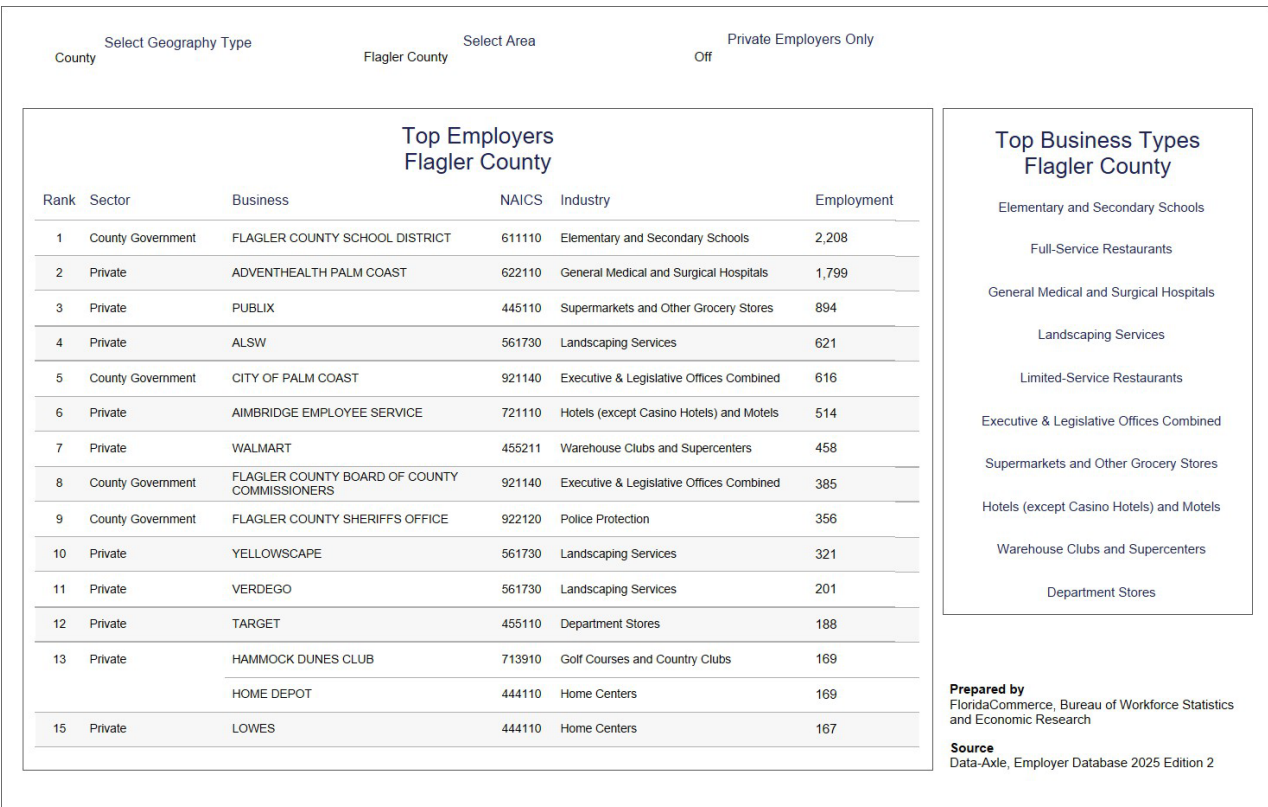 Select Geography Type
County
Select Area
Flagler County
Private Employers Only
Off
Top Employers
Flagler County
Rank Sector Business NAICS Industry Employment
1 County Government FLAGLER COUNTY SCHOOL DISTRICT 611110 Elementary and Secondary Schools 2,208
2 Private ADVENTHEALTH PALM COAST 622110 General Medical and Surgical Hospitals 1,799
3 Private PUBLIX 445110 Supermarkets and Other Grocery Stores 894
4 Private ALSW 561730 Landscaping Services 621
5 County Government CITY OF PALM COAST 921140 Executive & Legislative Offices Combined 616
6 Private AIMBRIDGE EMPLOYEE SERVICE 721110 Hotels (except Casino Hotels) and Motels 514
7 Private WALMART 455211 Warehouse Clubs and Supercenters 458
8 County Government FLAGLER COUNTY BOARD OF COUNTY
COMMISSIONERS 921140 Executive & Legislative Offices Combined 385
9 County Government FLAGLER COUNTY SHERIFFS OFFICE 922120 Police Protection 356
10 Private YELLOWSCAPE 561730 Landscaping Services 321
11 Private VERDEGO 561730 Landscaping Services 201
12 Private TARGET 455110 Department Stores 188
13 Private HAMMOCK DUNES CLUB 713910 Golf Courses and Country Clubs 169
HOME DEPOT 444110 Home Centers 169
15 Private LOWES 444110 Home Centers 167
Top Business Types
Flagler County
Elementary and Secondary Schools
Full-Service Restaurants
General Medical and Surgical Hospitals
Landscaping Services
Limited-Service Restaurants
Executive & Legislative Offices Combined
Supermarkets and Other Grocery Stores
Hotels (except Casino Hotels) and Motels
Warehouse Clubs and Supercenters
Department Stores
Prepared by
FloridaCommerce, Bureau of Workforce Statistics
and Economic Research
Source
Data-Axle, Employer Database 2025 Edition 2